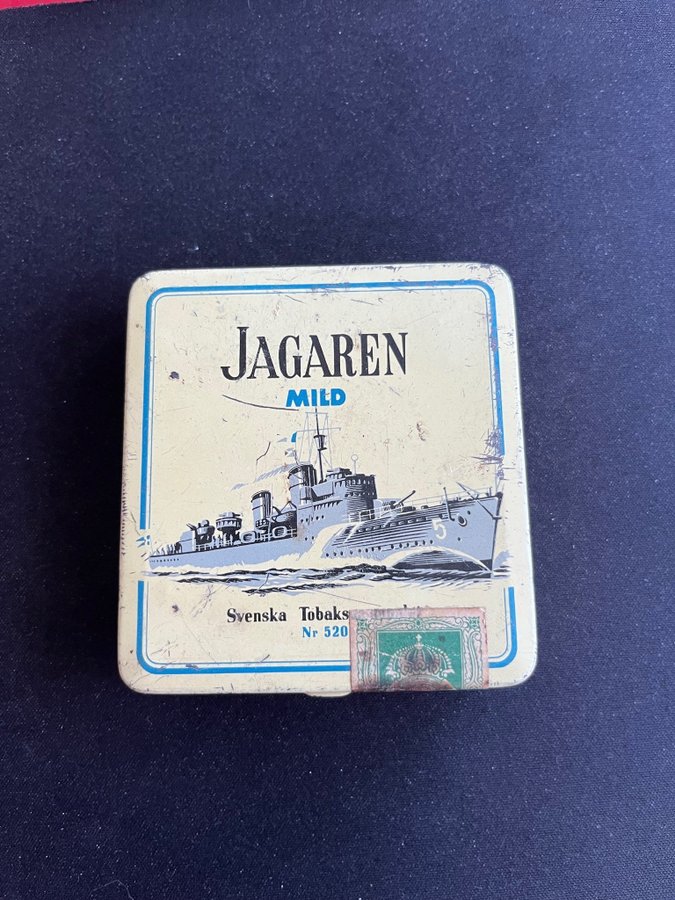 JAGAREN
MILD
5
Svenska Tobaks
Nr 520